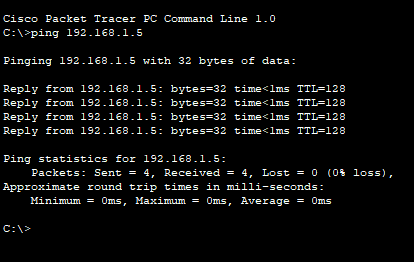 Cisco Packet Tracer PC Command Line 1.0
C:\>ping 192.168.1.5
Pinging 192.168.1.5 with 32 bytes of data:
Reply from 192.168.1.5: bytes=32 time<1ms TTL=128
Reply from 192.168.1.5: bytes=32 time<1ms TTL=128
Reply from 192.168.1.5: bytes=32 time<1ms TTL=128
Reply from 192.168.1.5: bytes=32 time<1ms TTL=128
Ping statistics for 192.168.1.5:
Packets: Sent = 4, Received = 4, Lost = 0 (0% loss),
Approximate round trip times in milli-seconds:
Minimum = 0ms, Maximum = 0ms, Average = 0ms
C:\>